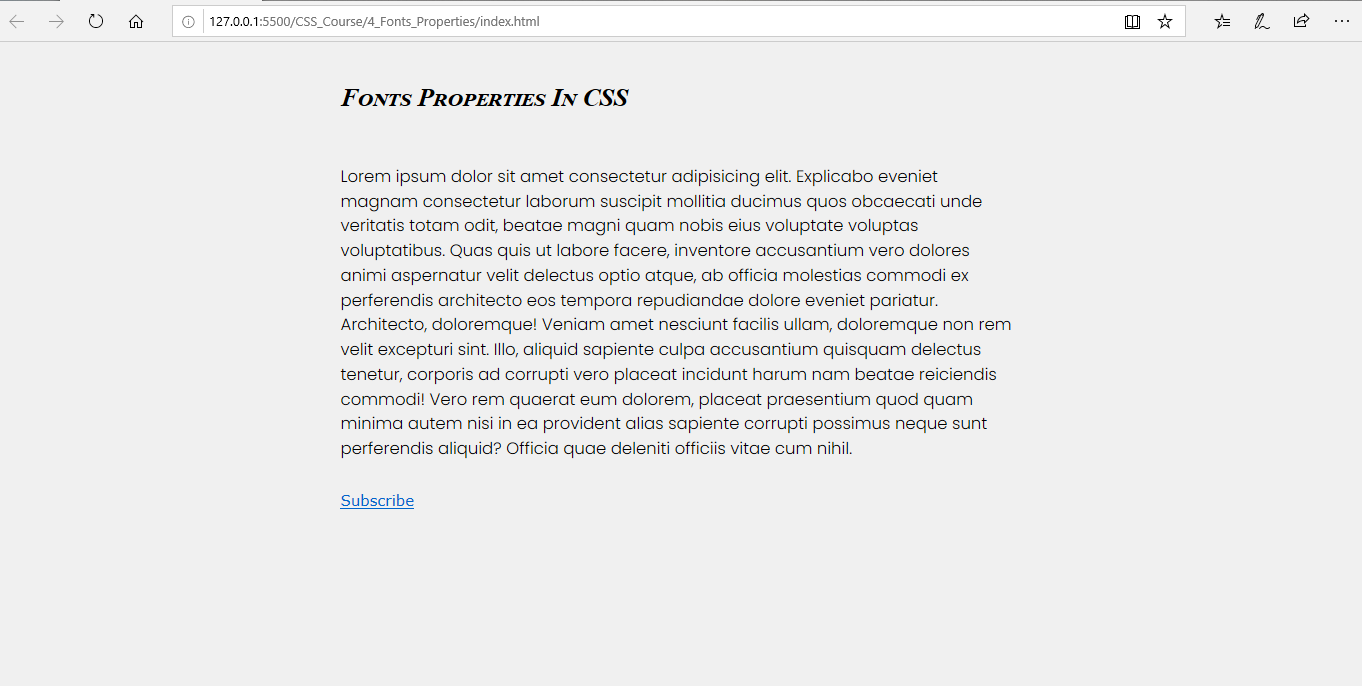 127.0.0.1:5500/CSS_Course/4_Fonts_Properties/index.html
Fonts Properties In CSS
Lorem ipsum dolor sit amet consectetur adipisicing elit. Explicabo eveniet
magnam consectetur laborum suscipit mollitia ducimus quos obcaecati unde
veritatis totam odit, beatae magni quam nobis eius voluptate voluptas
voluptatibus. Quas quis ut labore facere, inventore accusantium vero dolores
animi aspernatur velit delectus optio atque, ab officia molestias commodi ex
perferendis architecto eos tempora repudiandae dolore eveniet pariatur.
Architecto, doloremque! Veniam amet nesciunt facilis ullam, doloremque non rem
velit excepturi sint. Illo, aliquid sapiente culpa accusantium quisquam delectus
tenetur, corporis ad corrupti vero placeat incidunt harum nam beatae reiciendis
commodi! Vero rem quaerat eum dolorem, placeat praesentium quod quam
minima autem nisi in ea provident alias sapiente corrupti possimus neque sunt
perferendis aliquid? Officia quae deleniti officiis vitae cum nihil.
Subscribe